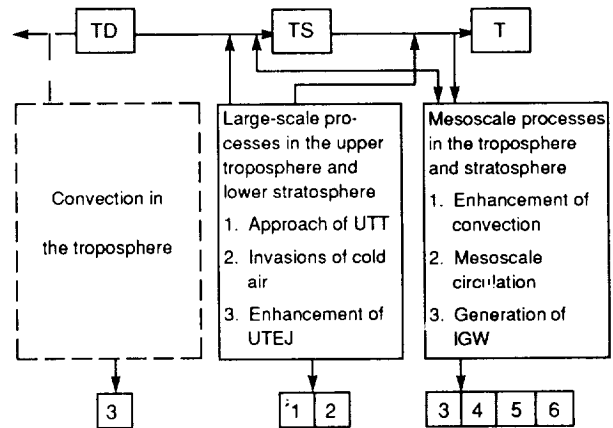 TD
TS
T
Convection in
the troposphere
Large-scale pro-
cesses in the upper
troposphere and
lower stratosphere
1. Approach of UTT
2. Invasions of cold
air
3. Enhancement of
UTEJ
Mesoscale processes
in the troposphere
and stratosphere
1. Enhancement of
convection
2. Mesoscale
circulation
3. Generation of
IGW
3
1 2
3 4 5 6